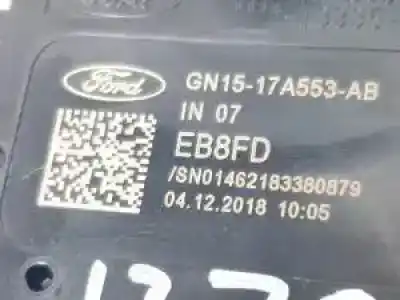 Ford
GN15-17A553-AB
IN 07
EB8FD
/SN01462183380879
04.12.2018 10:05